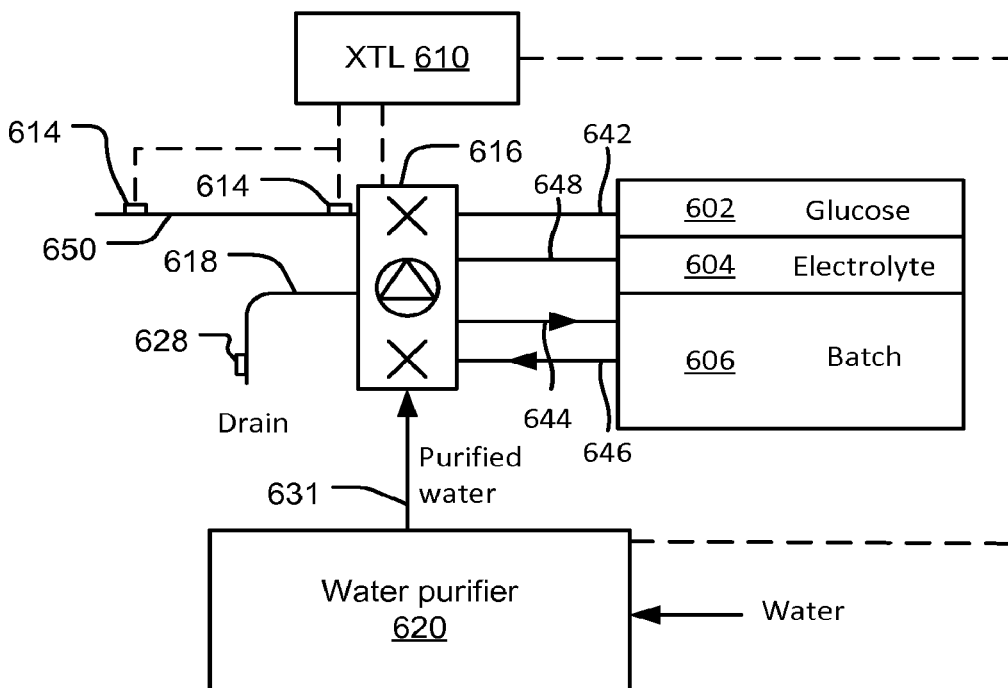 XTL 610
614
616
642
614
648
602 Glucose
650
618
604 Electrolyte
628
606 Batch
Drain
644
646
Purified
water
631
Water purifier
620
Water